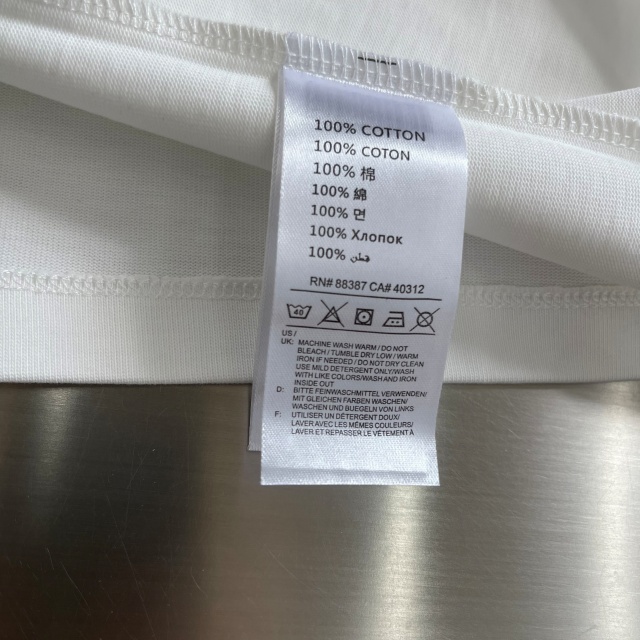 100% COTTON
100% COTON
100% 棉
100% 綿
100% 면
100% Хлопок
100% قطن
RN# 88387 CA# 40312
40
US /
UK: MACHINE WASH WARM / DO NOT
BLEACH / TUMBLE DRY LOW / WARM
IRON IF NEEDED / DO NOT DRY CLEAN
USE MILD DETERGENT ONLY/WASH
WITH LIKE COLORS/WASH AND IRON
INSIDE OUT
D: BITTE FEINWASCHMITTEL VERWENDEN/
MIT GLEICHEN FARBEN WASCHEN/
WASCHEN UND BUEGELN VON LINKS
F: UTILISER UN DÉTERGENT DOUX/
LAVER AVEC LES MÊMES COULEURS/
LAVER ET REPASSER LE VÊTEMENT À